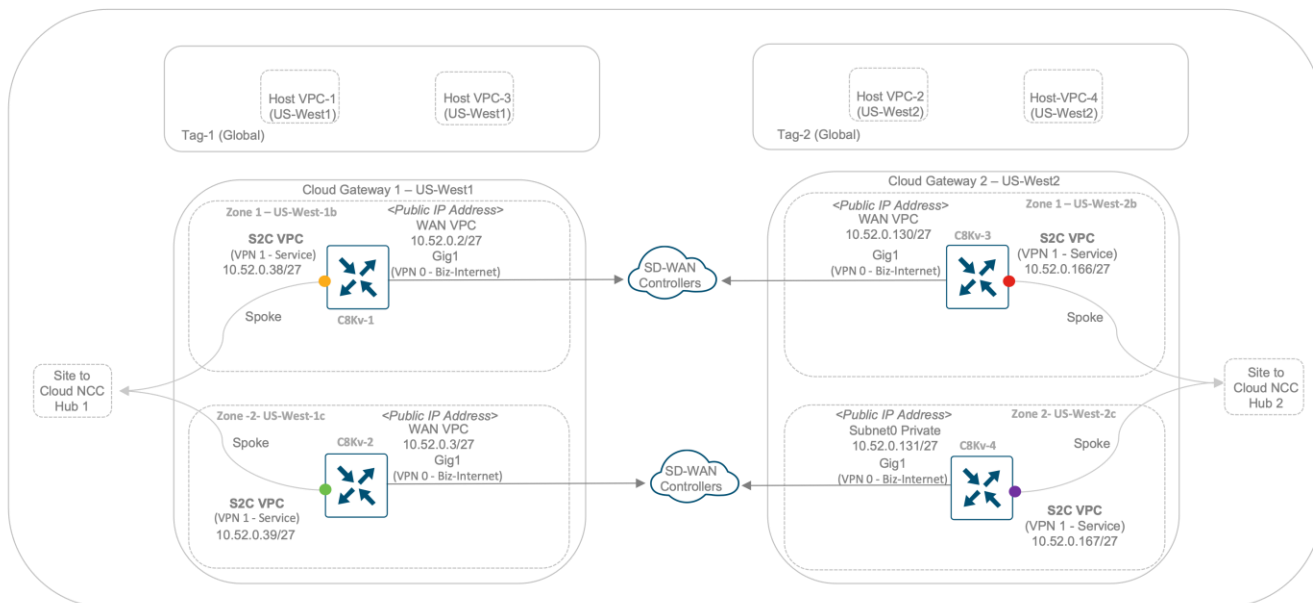 Host VPC-1
(US-West1)
Host VPC-3
(US-West1)
Tag-1 (Global)
Host VPC-2
(US-West2)
Host-VPC-4
(US-West2)
Tag-2 (Global)
Cloud Gateway 1 – US-West1
Zone 1 – US-West-1b
<Public IP Address>
WAN VPC
10.52.0.2/27
Gig1
(VPN 0 - Biz-Internet)
S2C VPC
(VPN 1 - Service)
10.52.0.38/27
C8Kv-1
Spoke
Zone -2- US-West-1c
<Public IP Address>
WAN VPC
10.52.0.3/27
Gig1
(VPN 0 - Biz-Internet)
Spoke
C8Kv-2
S2C VPC
(VPN 1 - Service)
10.52.0.39/27
Site to
Cloud NCC
Hub 1
SD-WAN
Controllers
SD-WAN
Controllers
Cloud Gateway 2 – US-West2
Zone 1 – US-West-2b
<Public IP Address>
WAN VPC
10.52.0.130/27
Gig1
(VPN 0 - Biz-Internet)
C8Kv-3
S2C VPC
(VPN 1 - Service)
10.52.0.166/27
Spoke
Zone 2- US-West-2c
<Public IP Address>
Subnet0 Private
10.52.0.131/27
Gig1
(VPN 0 - Biz-Internet)
C8Kv-4
Spoke
S2C VPC
(VPN 1 - Service)
10.52.0.167/27
Site to
Cloud NCC
Hub 2